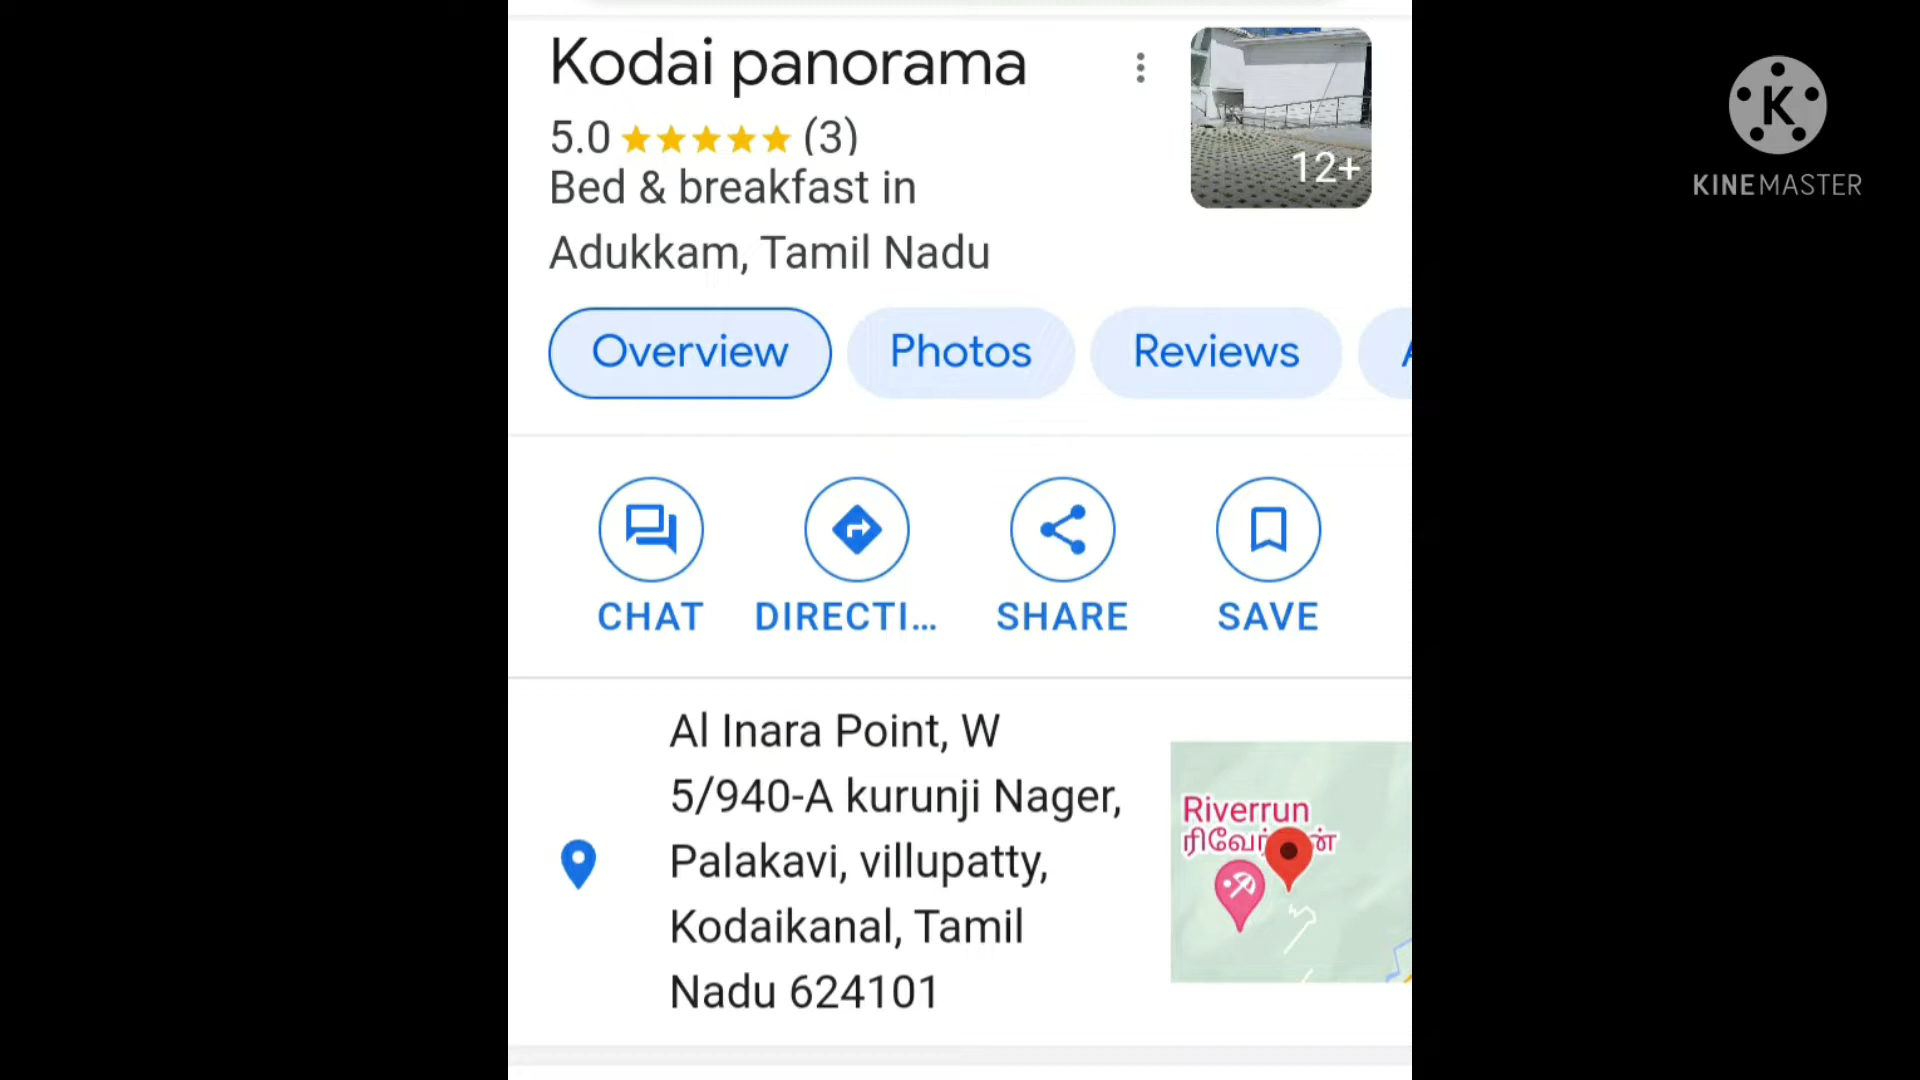 Kodai panorama
5.0 (3)
Bed & breakfast in
Adukkam, Tamil Nadu
12+
K
KINEMASTER
Overview
Photos
Reviews
CHAT
DIRECTI...
SHARE
SAVE
Al Inara Point, W
5/940-A kurunji Nager,
Palakavi, villupatty,
Kodaikanal, Tamil
Nadu 624101
Riverrun